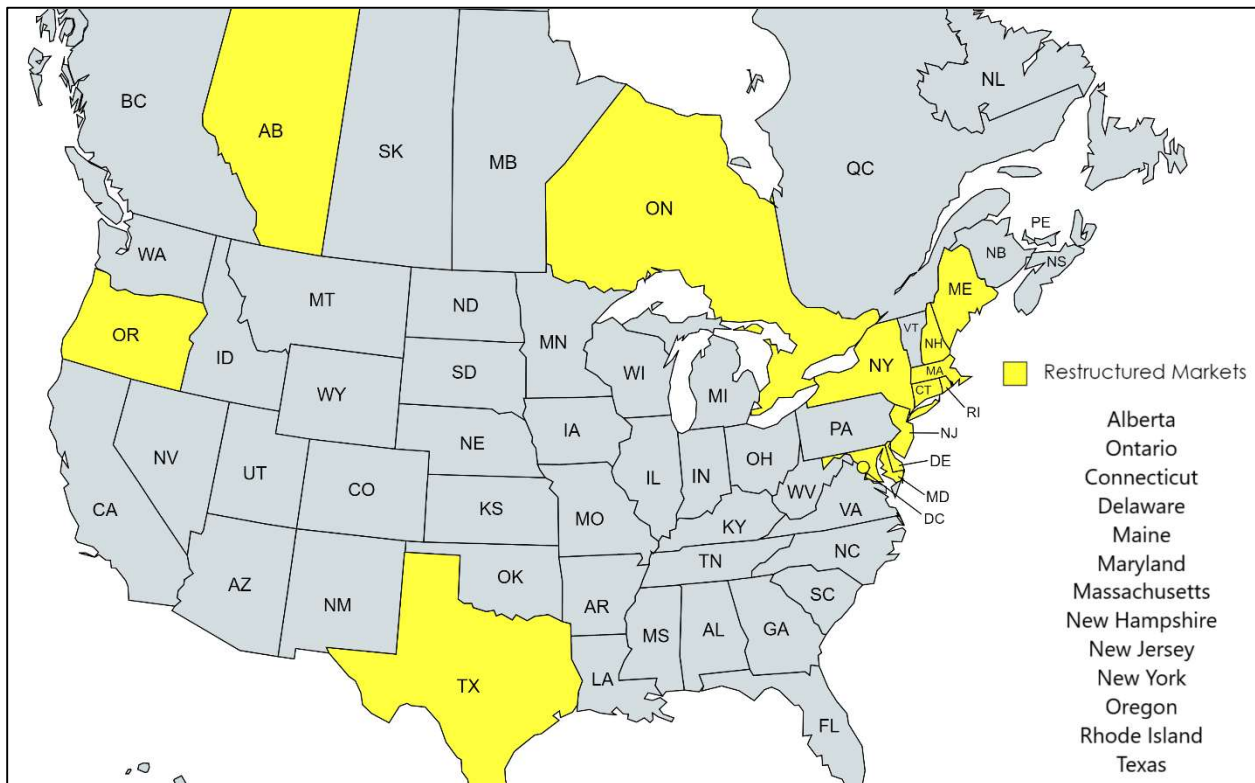 NL
BC
AB
SK
MB
QC
ON
PE
NB
NS
WA
MT
ND
ME
OR
MN
VT
NH
ID
SD
WI
NY
MA
Restructured Markets
WY
MI
CT
RI
IA
PA
NJ
NE
NV
UT
IL
IN
OH
DE
CO
WV
MD
CA
KS
MO
VA
DC
KY
NC
TN
AZ
NM
OK
AR
SC
MS
AL
GA
TX
LA
FL
Alberta
Ontario
Connecticut
Delaware
Maine
Maryland
Massachusetts
New Hampshire
New Jersey
New York
Oregon
Rhode Island
Texas